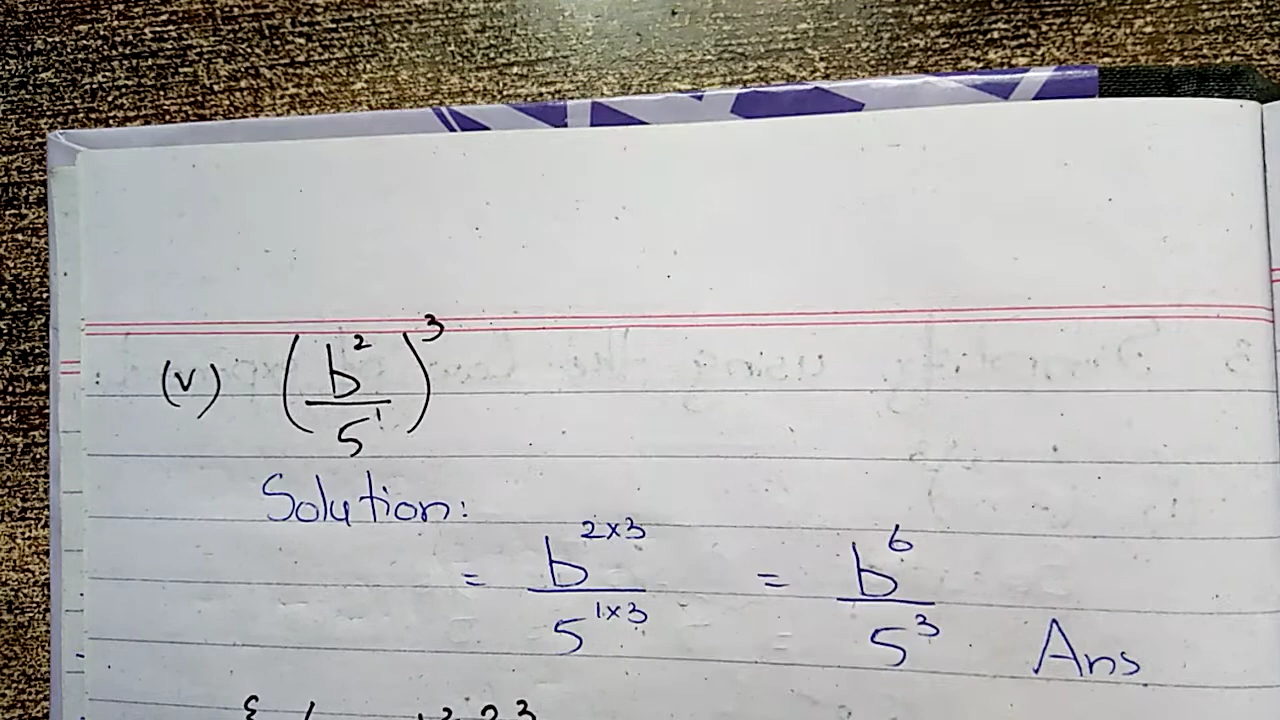 (v) (b²/5¹)³
Solution:
= b^(2×3)/5^(1×3) = b⁶/5³ Ans